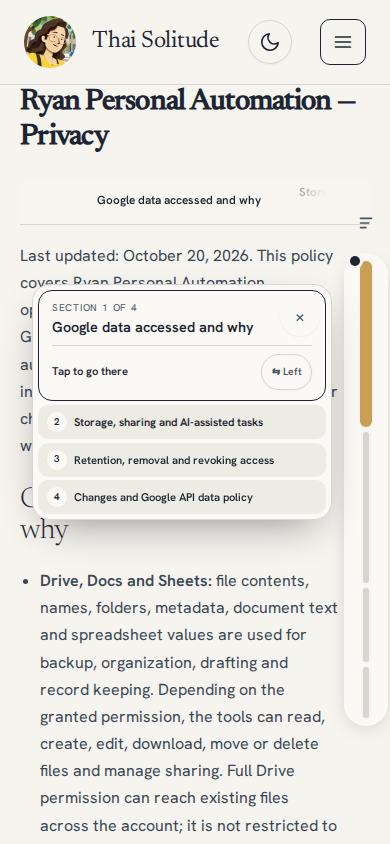 Thai Solitude
Ryan Personal Automation –
Privacy
Google data accessed and why
Last updated: October 20, 2026. This policy
covers Ryan Personal Automation
SECTION 1 OF 4
Google data accessed and why
×
Tap to go there
⇆ Left
2 Storage, sharing and AI-assisted tasks
3 Retention, removal and revoking access
4 Changes and Google API data policy
why
• Drive, Docs and Sheets: file contents,
names, folders, metadata, document text
and spreadsheet values are used for
backup, organization, drafting and
record keeping. Depending on the
granted permission, the tools can read,
create, edit, download, move or delete
files and manage sharing. Full Drive
permission can reach existing files
across the account; it is not restricted to